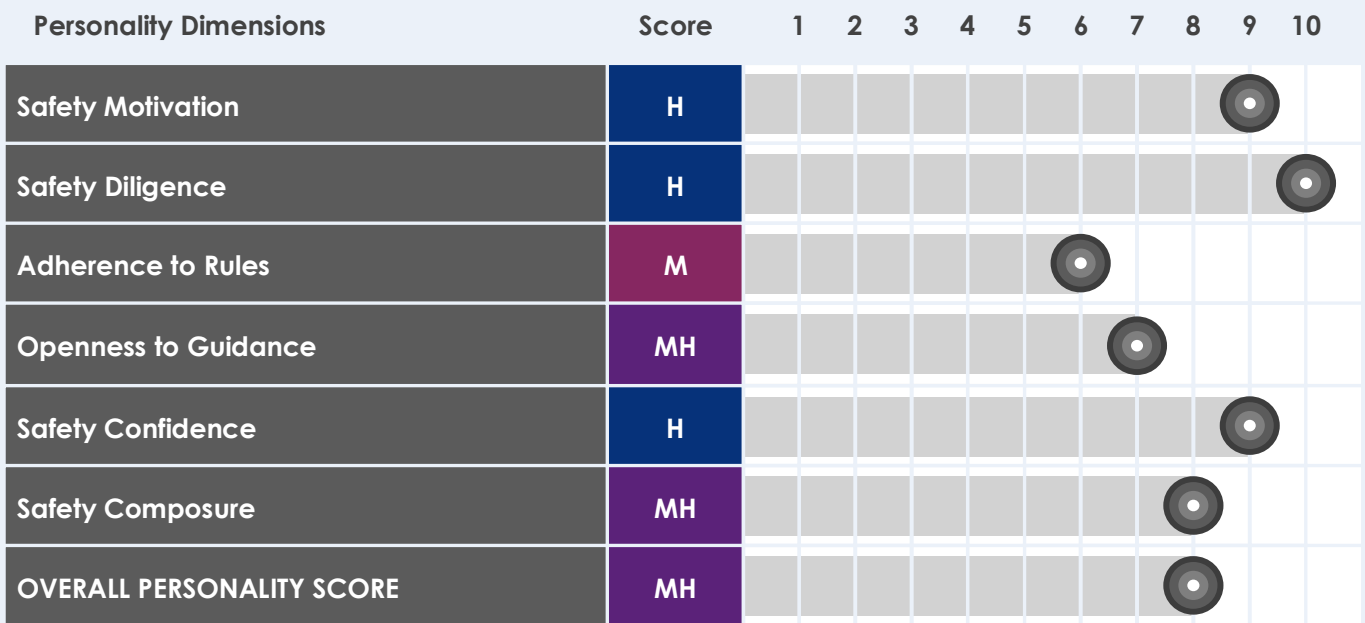 Personality Dimensions Score 1 2 3 4 5 6 7 8 9 10
Safety Motivation H
Safety Diligence H
Adherence to Rules M
Openness to Guidance MH
Safety Confidence H
Safety Composure MH
OVERALL PERSONALITY SCORE MH